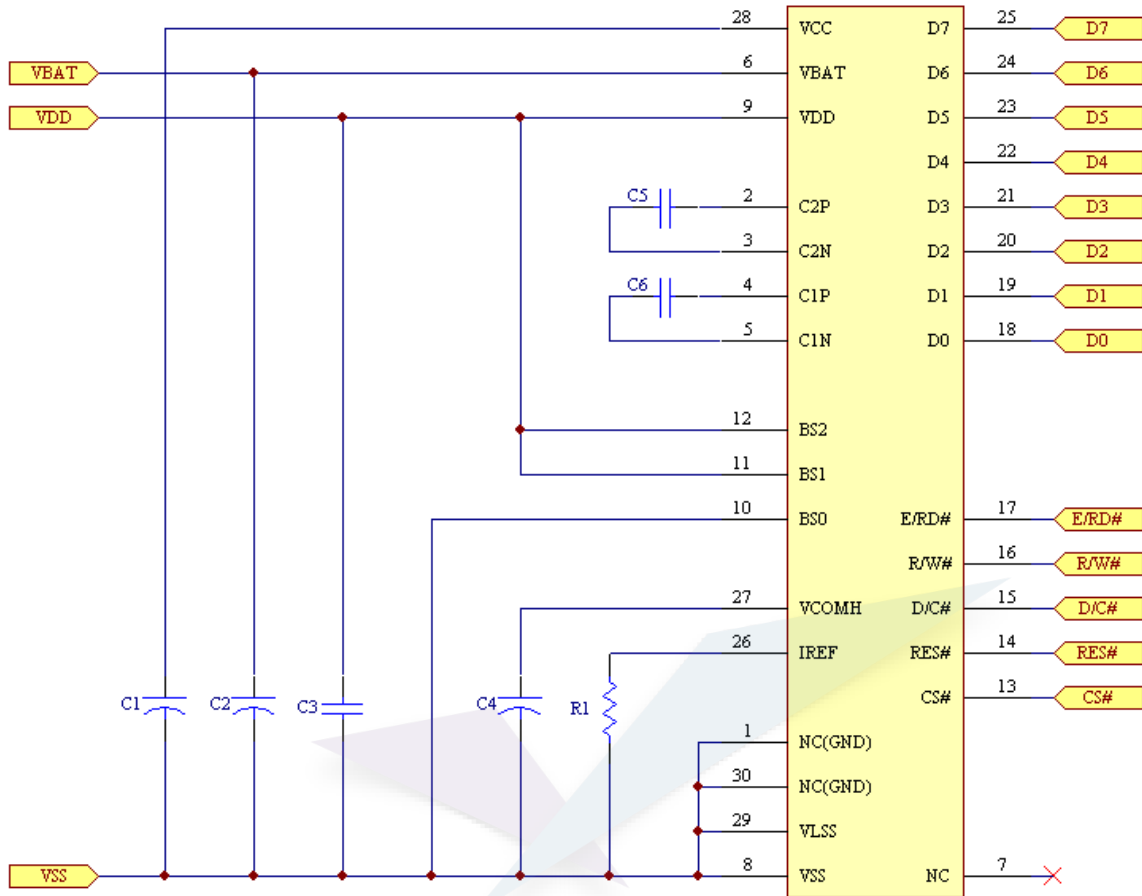 28 VCC D7 25 D7
VBAT 6 VBAT D6 24 D6
VDD 9 VDD D5 23 D5
D4 22 D4
C5 2 C2P D3 21 D3
3 C2N D2 20 D2
C6 4 C1P D1 19 D1
5 C1N D0 18 D0
12 BS2
11 BS1
10 BS0 E/RD# 17 E/RD#
R/W# 16 R/W#
27 VCOMH D/C# 15 D/C#
26 IREF RES# 14 RES#
C1 C2 C3 C4 R1 CS# 13 CS#
1 NC(GND)
30 NC(GND)
29 VLSS
VSS 8 VSS NC 7